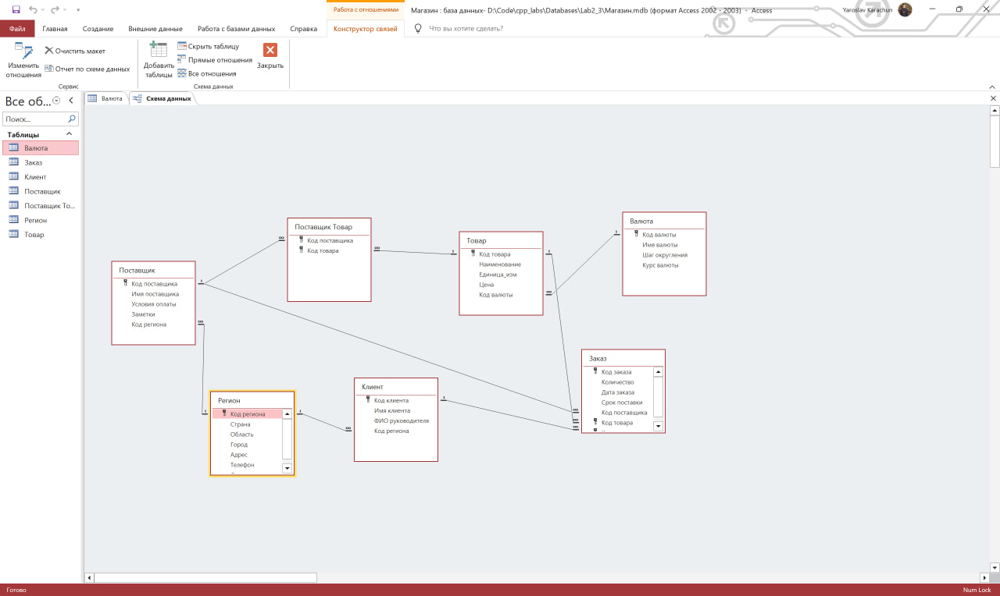 Работа с отношениями
Магазин : база данных- D:\Code\cpp_labs\Databases\Lab2_3\Магазин.mdb (формат Access 2002 - 2003) - Access
Yaroslav Karachun
Файл
Главная
Создание
Внешние данные
Работа с базами данных
Справка
Конструктор связей
Что вы хотите сделать?
Изменить отношения
Очистить макет
Отчет по схеме данных
Сервис
Добавить таблицы
Скрыть таблицу
Прямые отношения
Все отношения
Закрыть
Схема данных
Все об...
Поиск...
Таблицы
Валюта
Заказ
Клиент
Поставщик
Поставщик То...
Регион
Товар
Валюта
Схема данных
Поставщик
Код поставщика
Имя поставщика
Условия оплаты
Заметки
Код региона
1
∞
Поставщик Товар
Код поставщика
Код товара
∞
∞
Товар
Код товара
Наименование
Единица_изм
Цена
Код валюты
1
1
∞
Валюта
Код валюты
Имя валюты
Шаг округления
Курс валюты
1
Регион
Код региона
Страна
Область
Город
Адрес
Телефон
1
1
Клиент
Код клиента
Имя клиента
ФИО руководителя
Код региона
∞
1
Заказ
Код заказа
Количество
Дата заказа
Срок поставки
Код поставщика
Код товара
∞
∞
∞
Готово
Num Lock